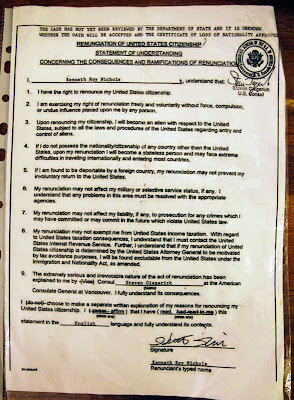 THE CASE HAS NOT YET BEEN REVIEWED BY THE DEPARTMENT OF STATE AND IT IS UNKNOWN
WHETHER THE OATH WILL BE ACCEPTED AND THE CERTIFICATE OF LOSS OF NATIONALITY APPROVED
RENUNCIATION OF UNITED STATES CITIZENSHIP
STATEMENT OF UNDERSTANDING
CONCERNING THE CONSEQUENCES AND RAMIFICATIONS OF RENUNCIATION
I Kenneth Roy Nichols , understand that:
Steven Giegerich
U.S. Consul
1. I have the right to renounce my United States citizenship.
2. I am exercising my right of renunciation freely and voluntarily without force, compulsion,
or undue influence placed upon me by any person.
3. Upon renouncing my citizenship, I will become an alien with respect to the United
States, subject to all the laws and procedures of the United States regarding entry and
control of aliens.
4. If I do not possess the nationality/citizenship of any country other than the United
States, upon my renunciation I will become a stateless person and may face extreme
difficulties in traveling internationally and entering most countries.
5. If I am found to be deportable by a foreign country, my renunciation may not prevent my
involuntary return to the United States.
6. My renunciation may not affect my military or selective service status, if any. I
understand that any problems in this area must be resolved with the appropriate
agencies.
7. My renunciation may not affect my liability, if any, to prosecution for any crimes which I
may have committed or may commit in the future which violate United States law.
8. My renunciation may not exempt me from United States income taxation. With regard
to United States taxation consequences, I understand that I must contact the United
States Internal Revenue Service. Further, I understand that if my renunciation of United
States citizenship is determined by the United States Attorney General to be motivated
by tax avoidance purposes, I will be found excludable from the United States under the
Immigration and Nationality Act, as amended.
9. The extremely serious and irrevocable nature of the act of renunciation has been
explained to me by (Vice) Consul Steven Giegerich at the American
(Name)
Consulate General at Vancouver. I fully understand its consequences.
I (do not) choose to make a separate written explanation of my reasons for renouncing my
United States citizenship. I (swear, affirm) that I have (read, had read to me) this
statement in the English language and fully understand its contents.
Signature
Kenneth Roy Nichols
Renunciant's typed name